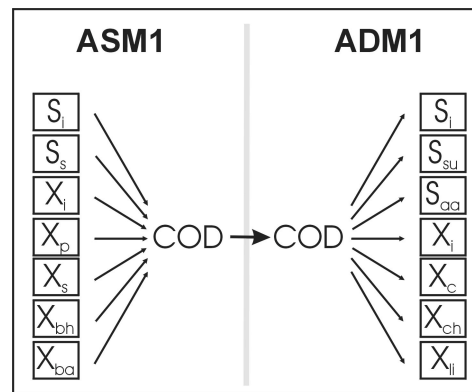 ASM1 ADM1
Si Si
Ss Ssu
Xi Saa
Xp COD COD Xi
Xs Xc
Xbh Xch
Xba Xli